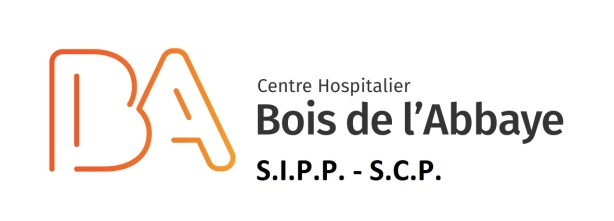 BA
Centre Hospitalier
Bois de l'Abbaye
S.I.P.P. - S.C.P.